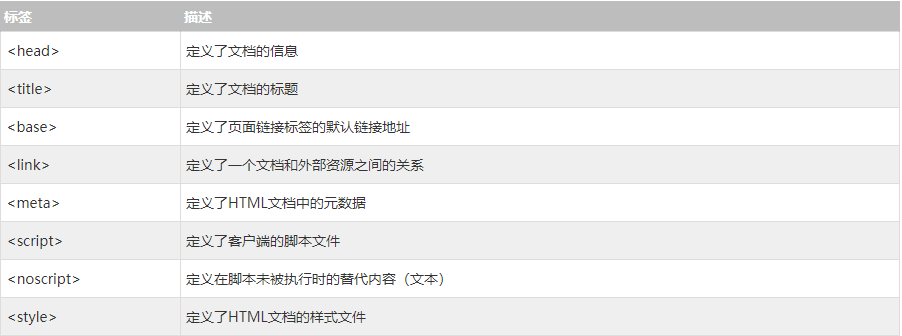 标签 描述
<head> 定义了文档的信息
<title> 定义了文档的标题
<base> 定义了页面链接标签的默认链接地址
<link> 定义了一个文档和外部资源之间的关系
<meta> 定义了HTML文档中的元数据
<script> 定义了客户端的脚本文件
<noscript> 定义在脚本未被执行时的替代内容（文本）
<style> 定义了HTML文档的样式文件